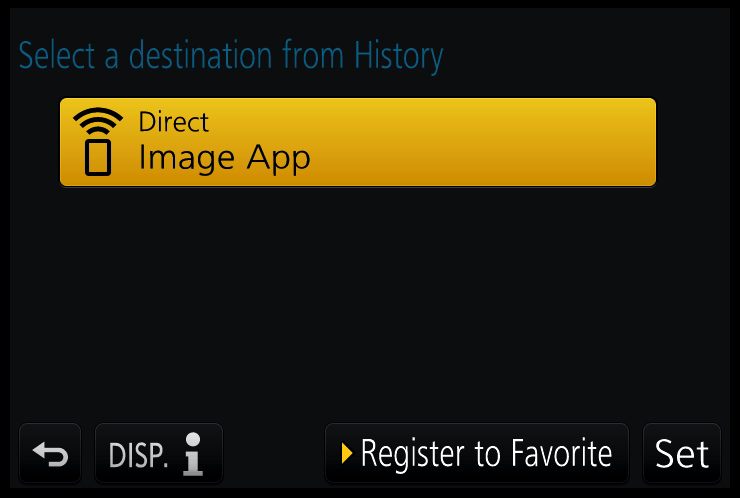 Select a destination from History
Direct
Image App
DISP.
Register to Favorite
Set